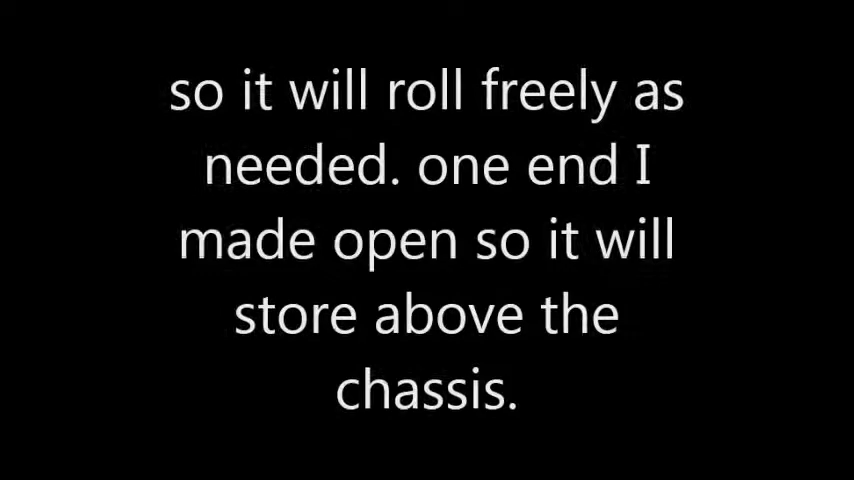 so it will roll freely as
needed. one end I
made open so it will
store above the
chassis.